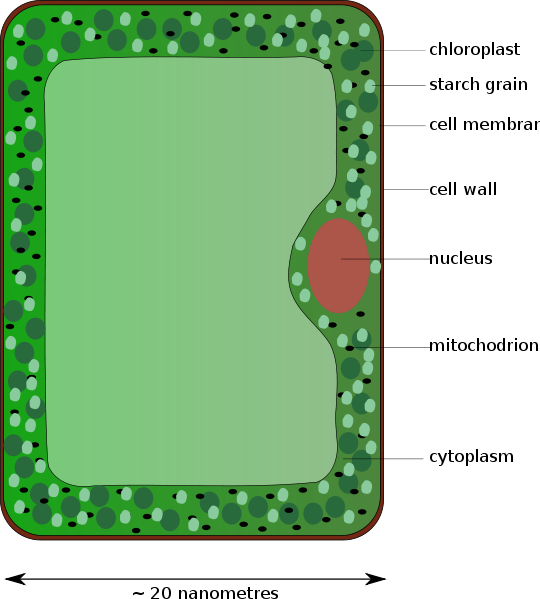 chloroplast
starch grain
cell membrar
cell wall
nucleus
mitochodrion
cytoplasm
~ 20 nanometres